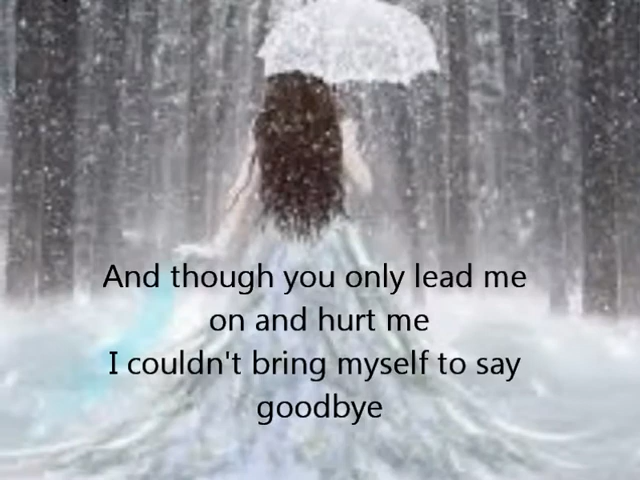 And though you only lead me
on and hurt me
I couldn't bring myself to say
goodbye